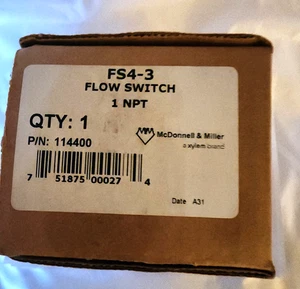 FS4-3
FLOW SWITCH
1 NPT
QTY: 1
McDonnell & Miller
a xylem brand
P/N: 114400
7 51875 00027 4
Date A31